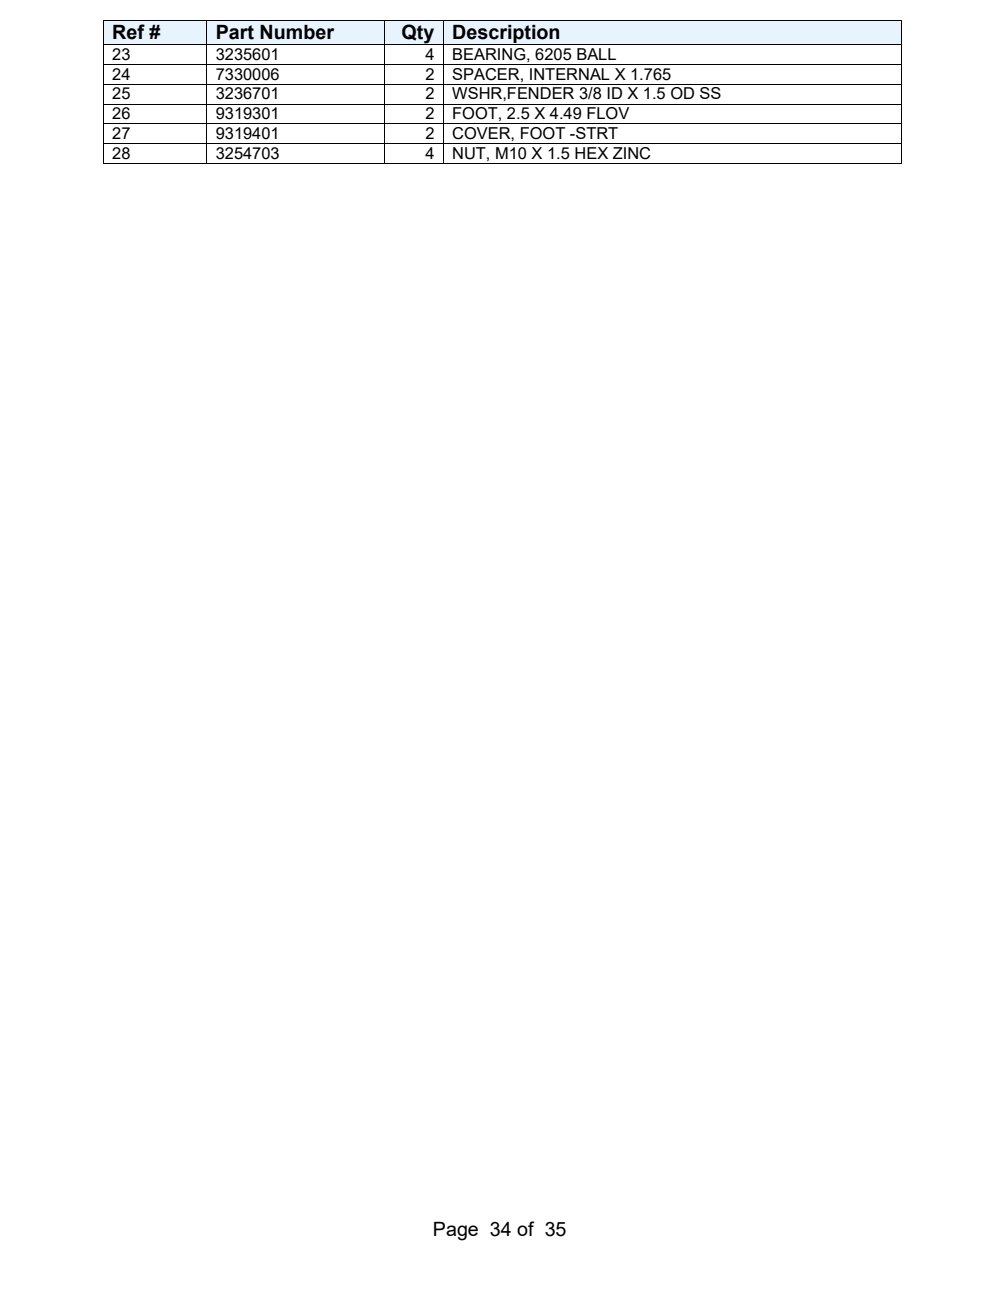 Ref # Part Number Qty Description
23 3235601 4 BEARING, 6205 BALL
24 7330006 2 SPACER, INTERNAL X 1.765
25 3236701 2 WSHR,FENDER 3/8 ID X 1.5 OD SS
26 9319301 2 FOOT, 2.5 X 4.49 FLOV
27 9319401 2 COVER, FOOT -STRT
28 3254703 4 NUT, M10 X 1.5 HEX ZINC
Page 34 of 35